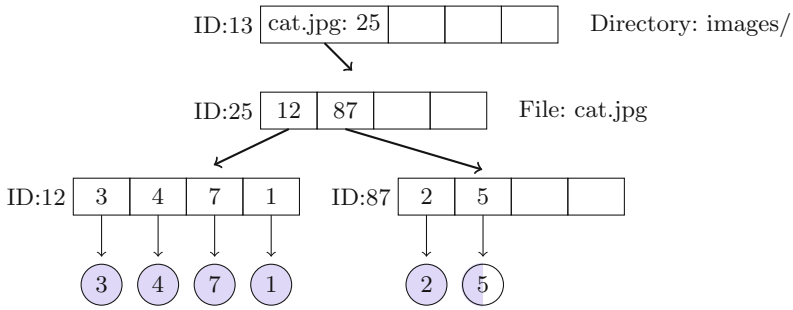 ID:13 cat.jpg: 25 Directory: images/
ID:25 12 87 File: cat.jpg
ID:12 3 4 7 1 ID:87 2 5
3 4 7 1 2 5